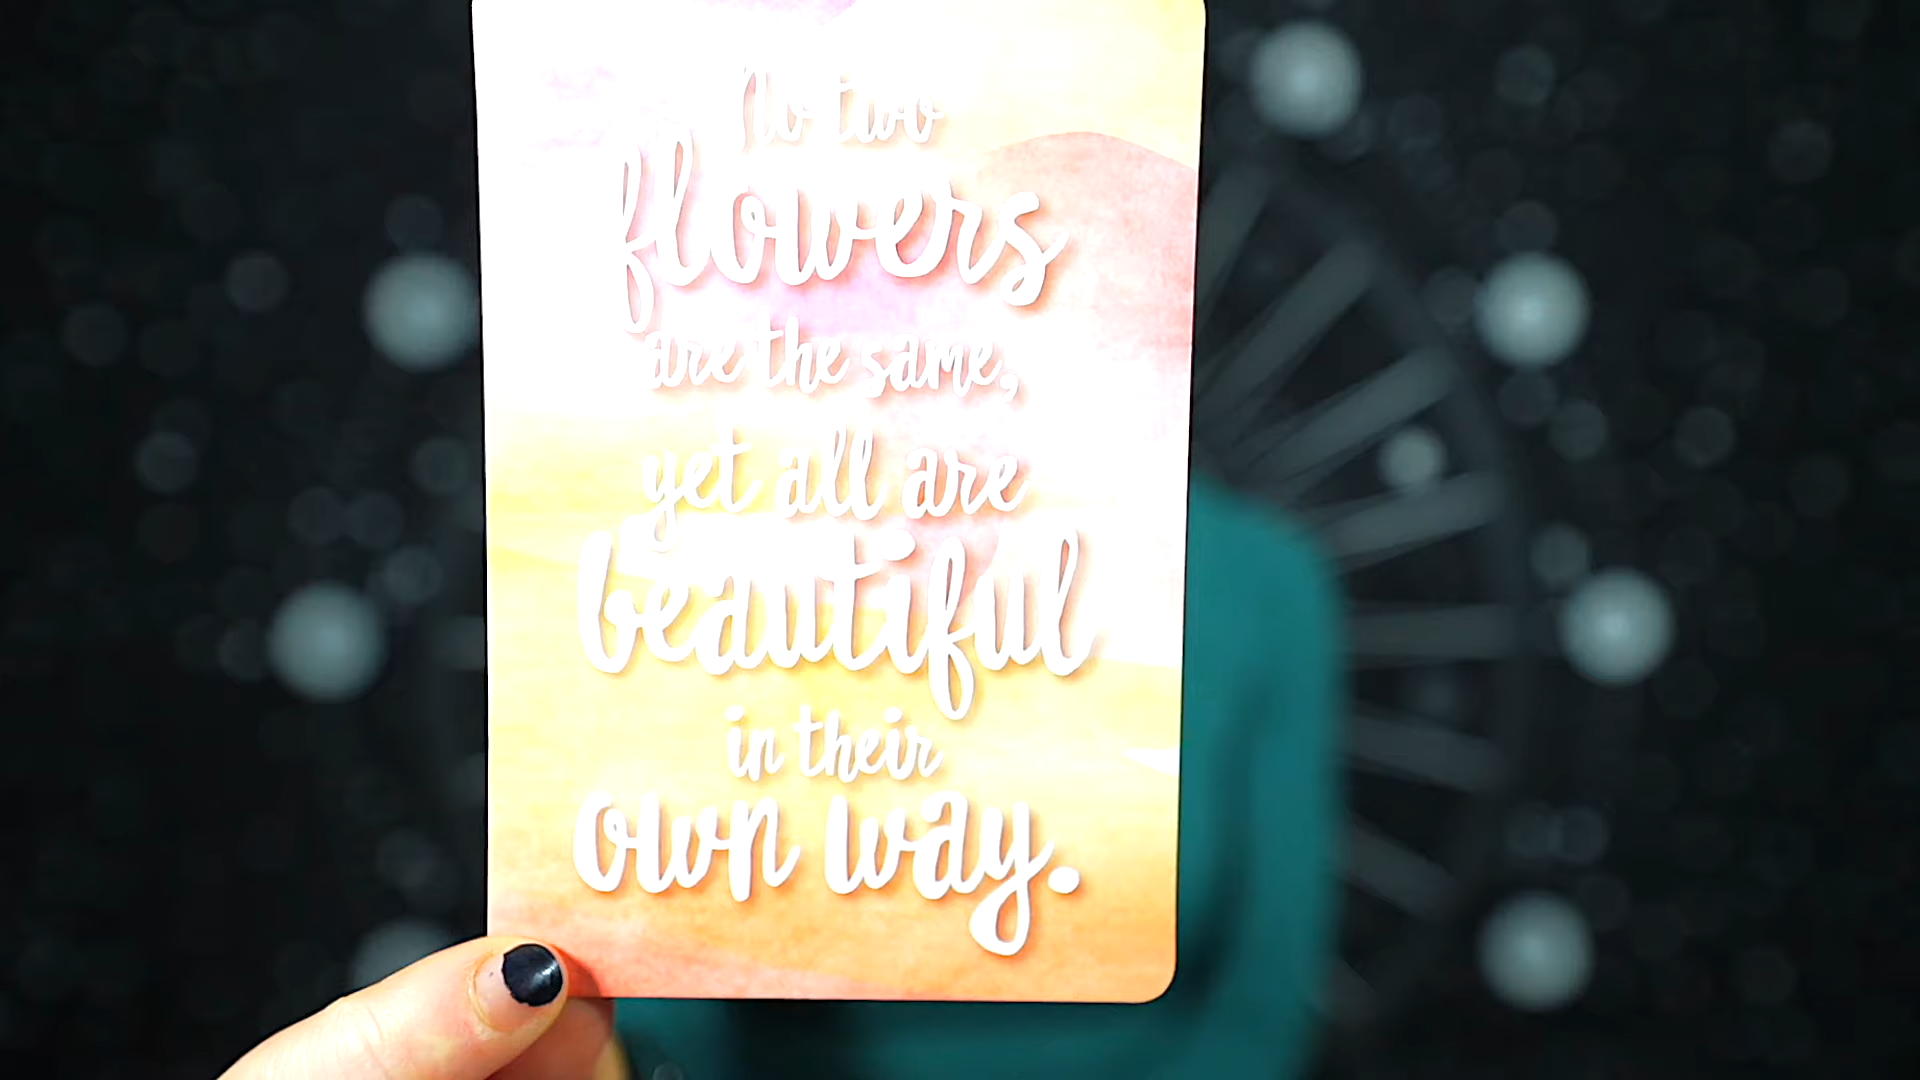 No two
flowers
are the same,
yet all are
beautiful
in their
own way.